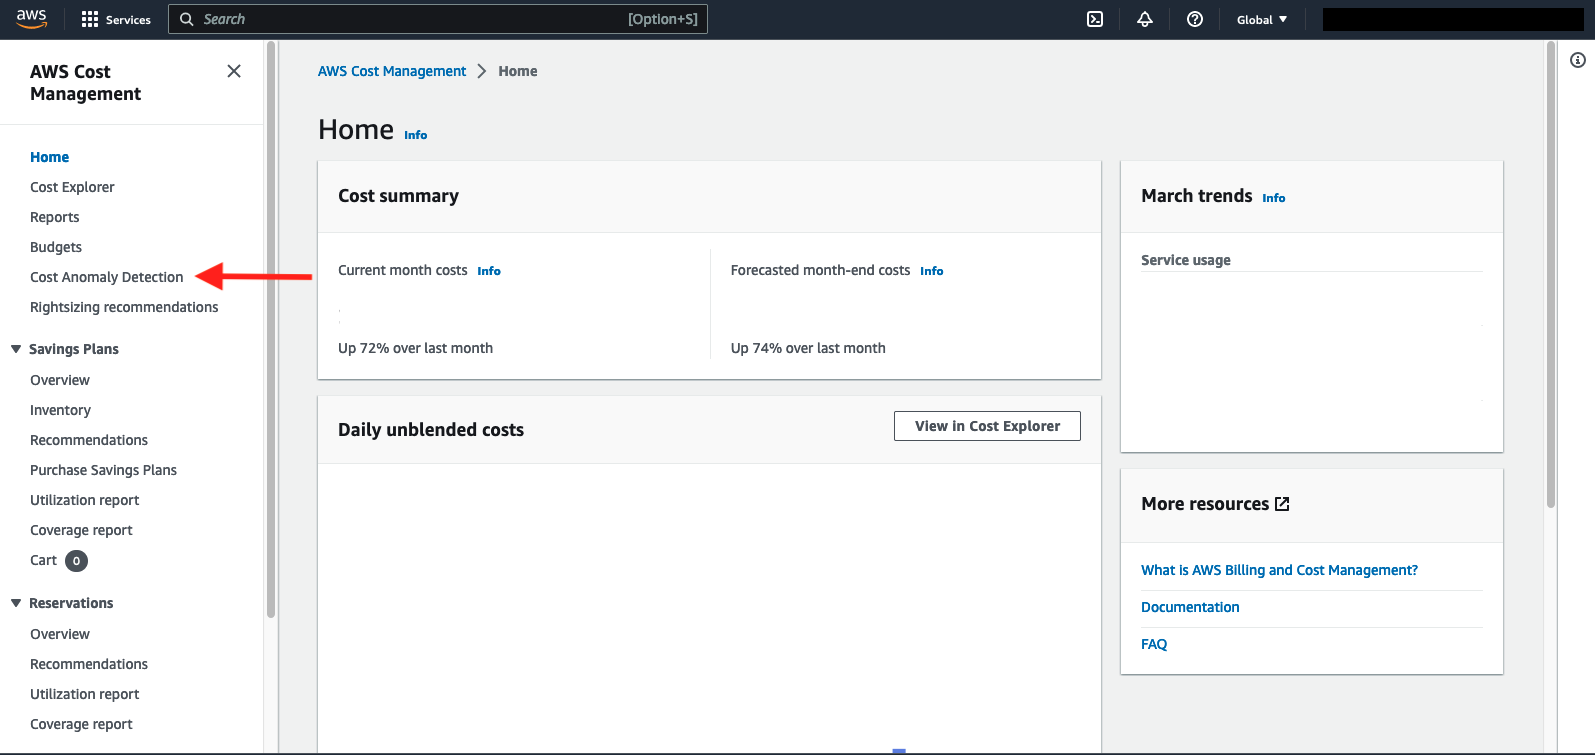 aws
Services
Search
[Option+S]
Global
AWS Cost
Management
Home
Cost Explorer
Reports
Budgets
Cost Anomaly Detection
Rightsizing recommendations
Savings Plans
Overview
Inventory
Recommendations
Purchase Savings Plans
Utilization report
Coverage report
Cart 0
Reservations
Overview
Recommendations
Utilization report
Coverage report
AWS Cost Management > Home
Home Info
Cost summary
Current month costs Info
Up 72% over last month
Forecasted month-end costs Info
Up 74% over last month
Daily unblended costs
View in Cost Explorer
March trends Info
Service usage
More resources
What is AWS Billing and Cost Management?
Documentation
FAQ